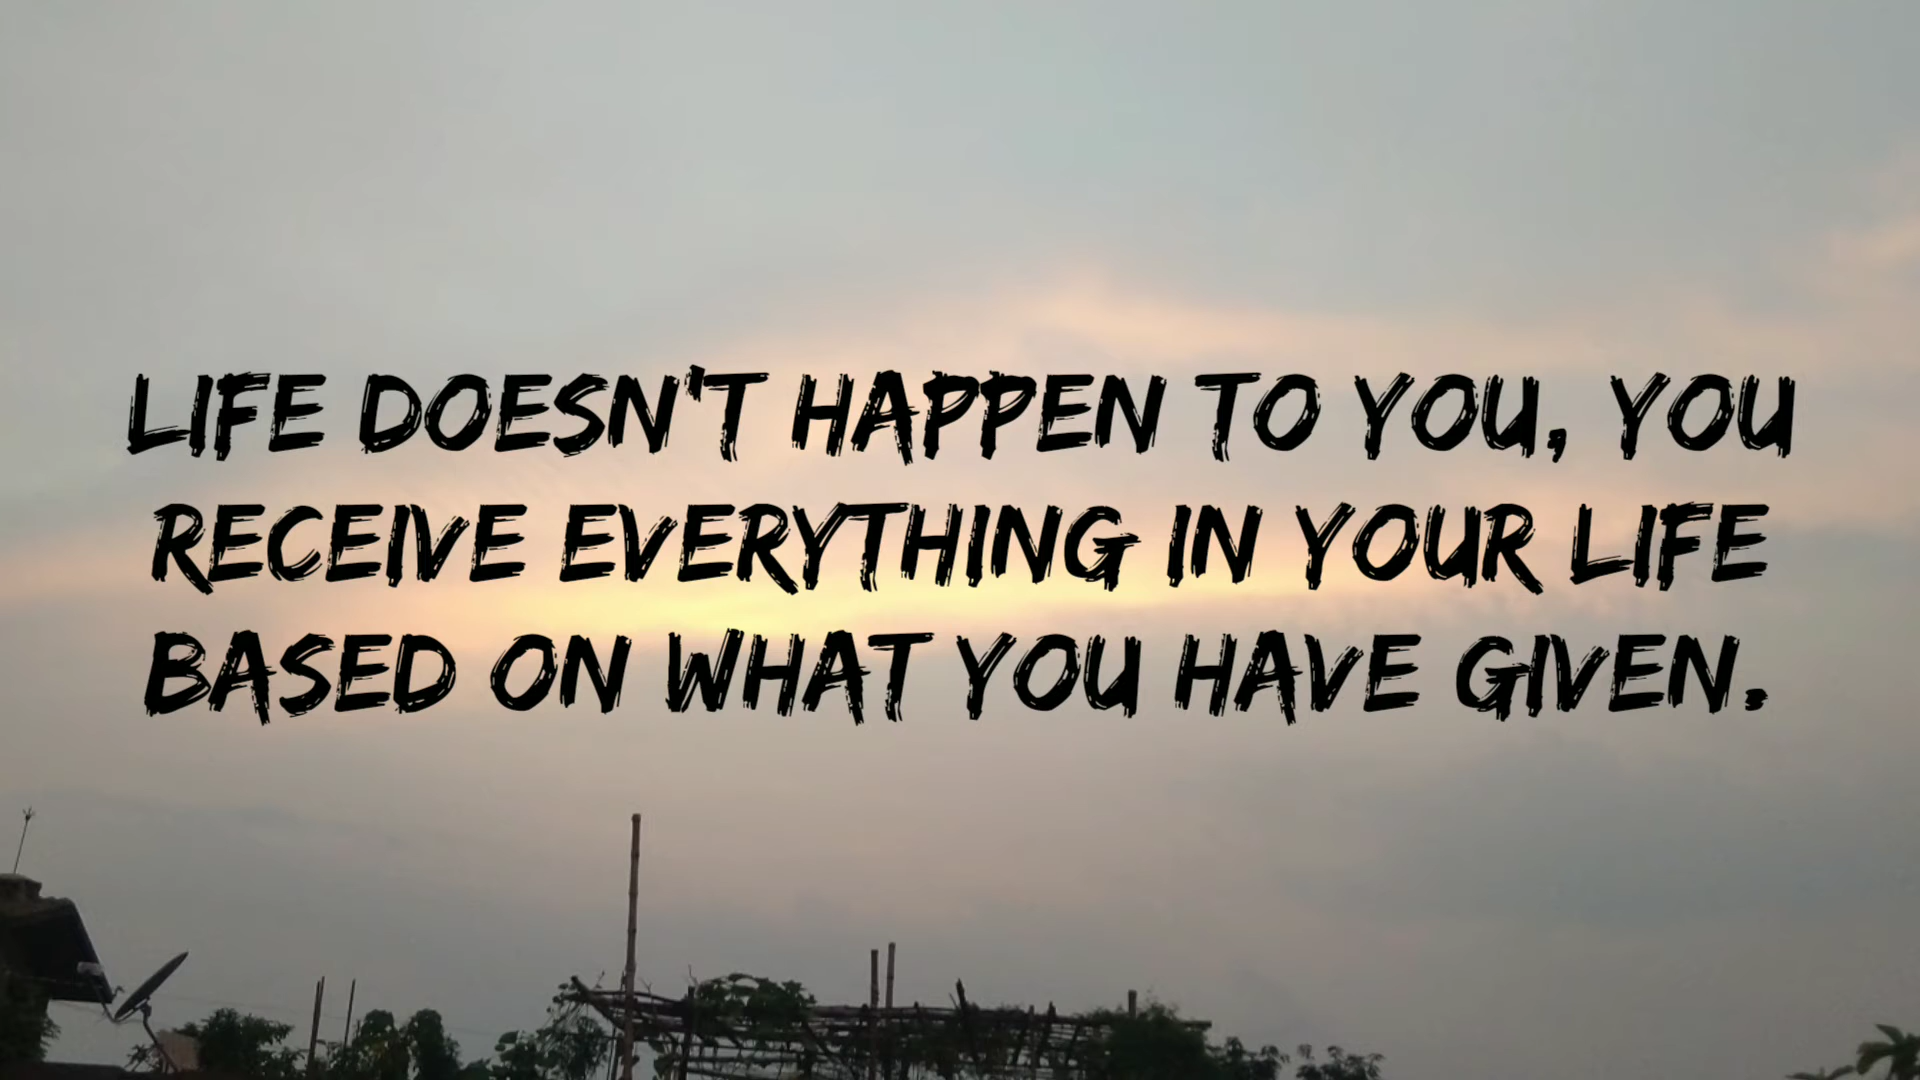 LIFE DOESN'T HAPPEN TO YOU, YOU
RECEIVE EVERYTHING IN YOUR LIFE
BASED ON WHAT YOU HAVE GIVEN.